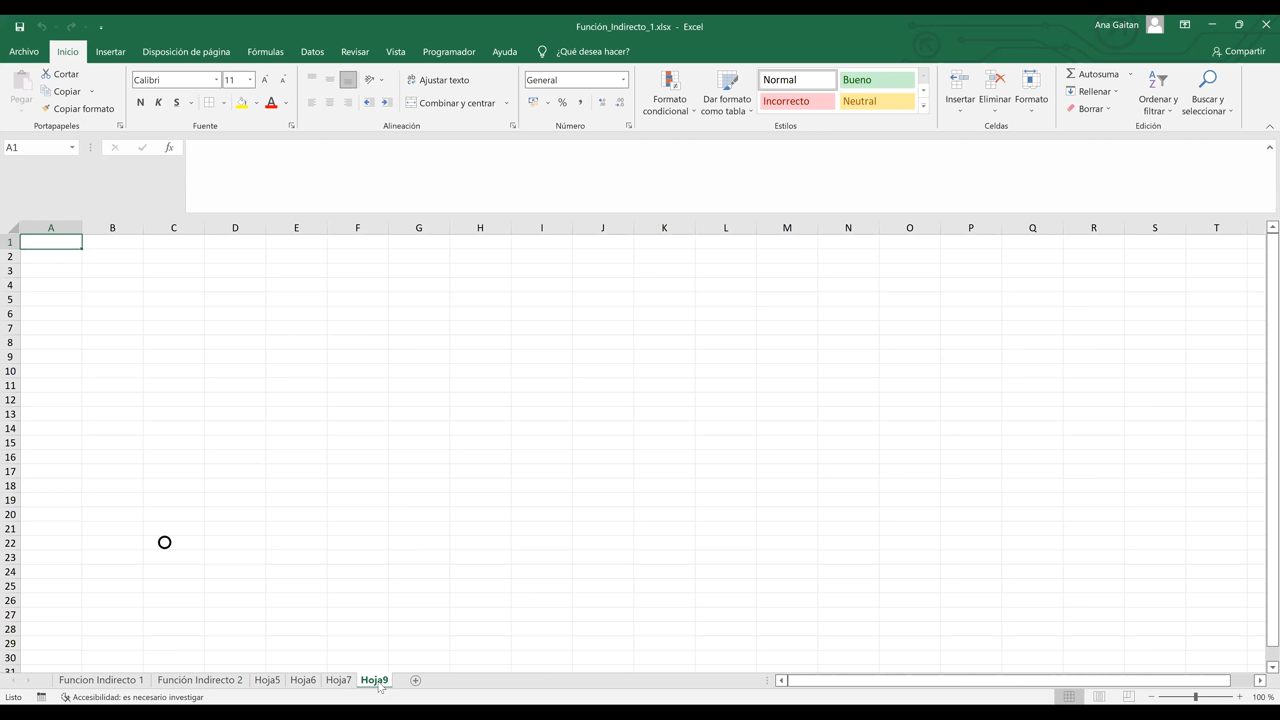 Función_Indirecto_1.xlsx - Excel
Ana Gaitan
Archivo Inicio Insertar Disposición de página Fórmulas Datos Revisar Vista Programador Ayuda ¿Qué desea hacer? Compartir
Pegar
Cortar
Copiar
Copiar formato
Portapapeles
Calibri 11
N K S
Fuente
Ajustar texto
Combinar y centrar
Alineación
General
% 000
Número
Formato condicional
Dar formato como tabla
Normal Bueno
Incorrecto Neutral
Estilos
Insertar Eliminar Formato
Celdas
Autosuma
Rellenar
Borrar
Ordenar y filtrar
Buscar y seleccionar
Edición
A1 fx
A B C D E F G H I J K L M N O P Q R S T
1
2
3
4
5
6
7
8
9
10
11
12
13
14
15
16
17
18
19
20
21
22
23
24
25
26
27
28
29
30
31
Funcion Indirecto 1 Función Indirecto 2 Hoja5 Hoja6 Hoja7 Hoja9
Listo Accesibilidad: es necesario investigar 100 %